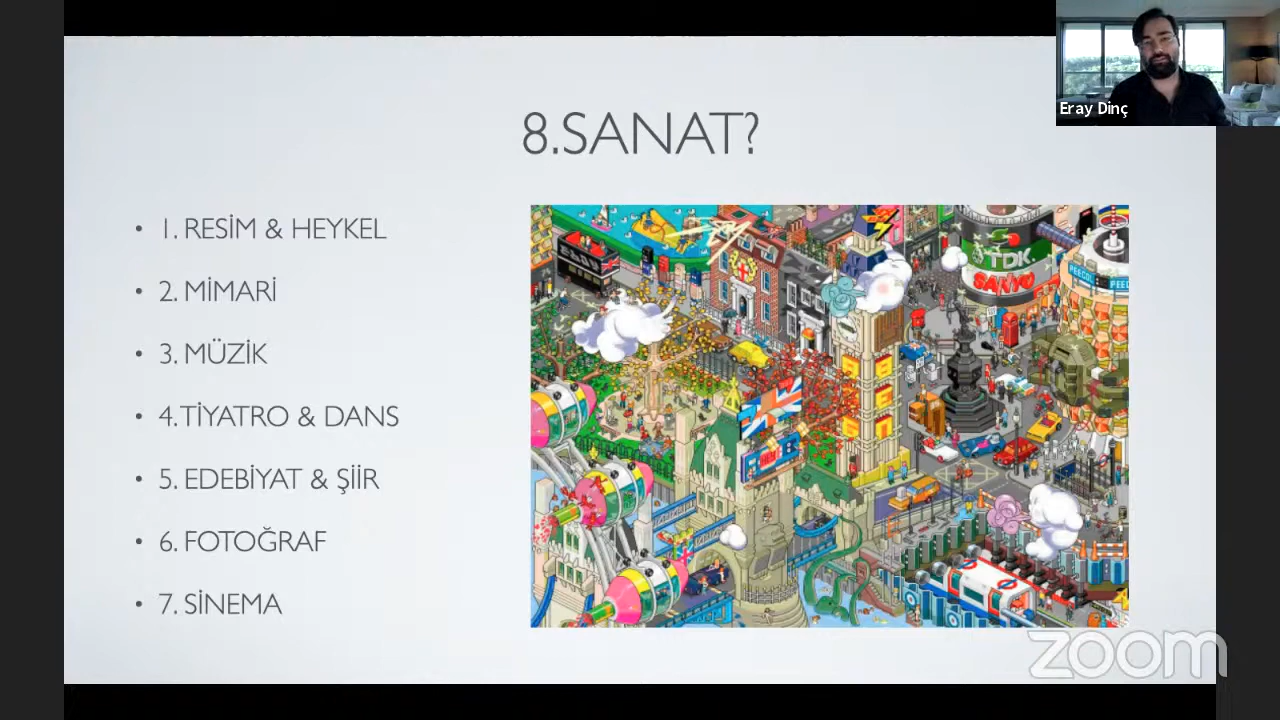 Eray Dinç
8.SANAT?
• 1. RESİM & HEYKEL
• 2. MİMARİ
• 3. MÜZİK
• 4. TİYATRO & DANS
• 5. EDEBİYAT & ŞİİR
• 6. FOTOĞRAF
• 7. SİNEMA
TDK.
SANYO
zoom